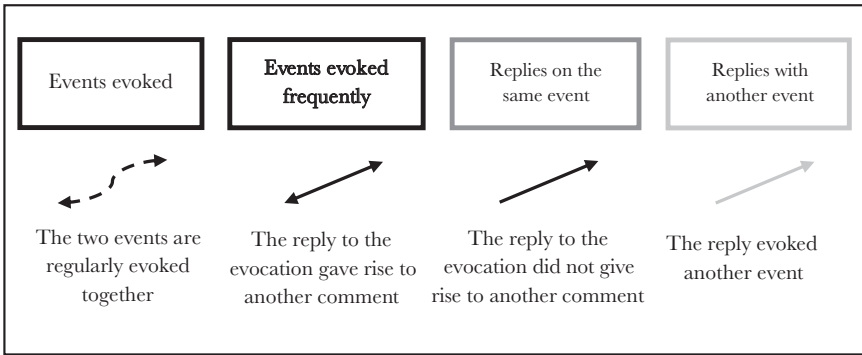 Events evoked
Events evoked
frequently
Replies on the
same event
Replies with
another event
The two events are
regularly evoked
together
The reply to the
evocation gave rise to
another comment
The reply to the
evocation did not give
rise to another comment
The reply evoked
another event